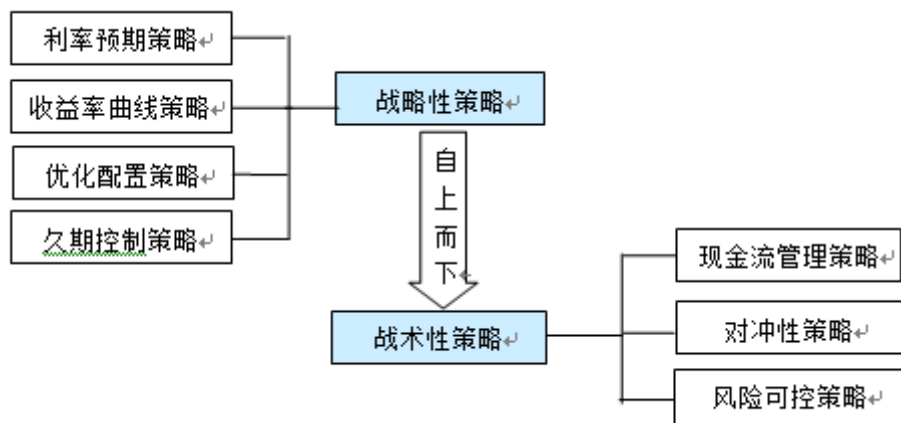 利率预期策略
收益率曲线策略
优化配置策略
久期控制策略
战略性策略
自
上
而
下
战术性策略
现金流管理策略
对冲性策略
风险可控策略